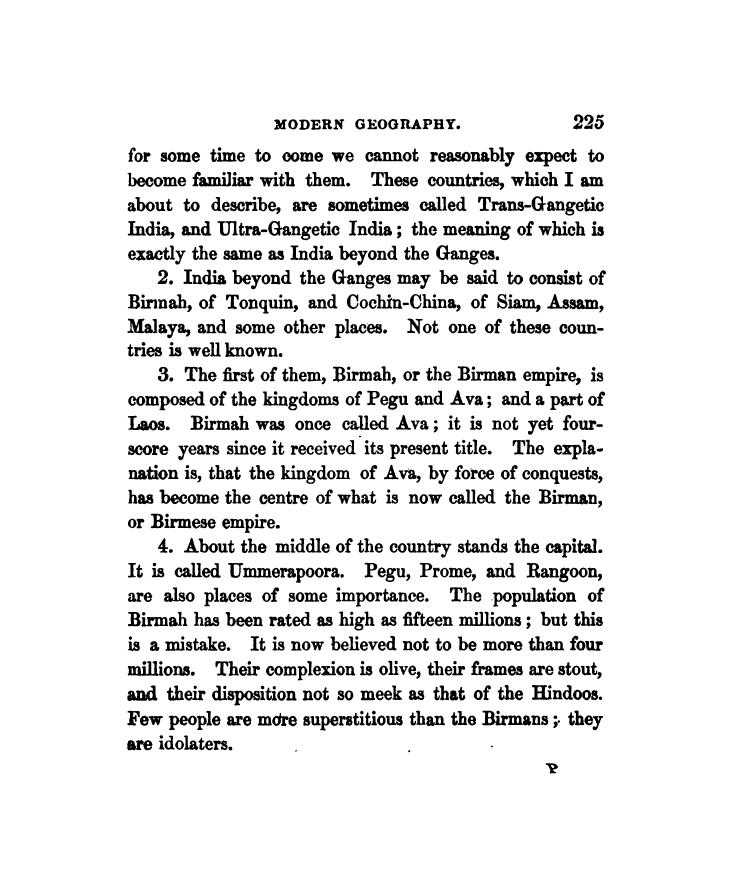 MODERN GEOGRAPHY. 225
for some time to come we cannot reasonably expect to
become familiar with them. These countries, which I am
about to describe, are sometimes called Trans-Gangetic
India, and Ultra-Gangetic India; the meaning of which is
exactly the same as India beyond the Ganges.
2. India beyond the Ganges may be said to consist of
Birmah, of Tonquin, and Cochin-China, of Siam, Assam,
Malaya, and some other places. Not one of these coun-
tries is well known.
3. The first of them, Birmah, or the Birman empire, is
composed of the kingdoms of Pegu and Ava; and a part of
Laos. Birmah was once called Ava; it is not yet four-
score years since it received its present title. The expla-
nation is, that the kingdom of Ava, by force of conquests,
has become the centre of what is now called the Birman,
or Birmese empire.
4. About the middle of the country stands the capital.
It is called Ummerapoora. Pegu, Prome, and Rangoon,
are also places of some importance. The population of
Birmah has been rated as high as fifteen millions; but this
is a mistake. It is now believed not to be more than four
millions. Their complexion is olive, their frames are stout,
and their disposition not so meek as that of the Hindoos.
Few people are more superstitious than the Birmans; they
are idolaters.
P